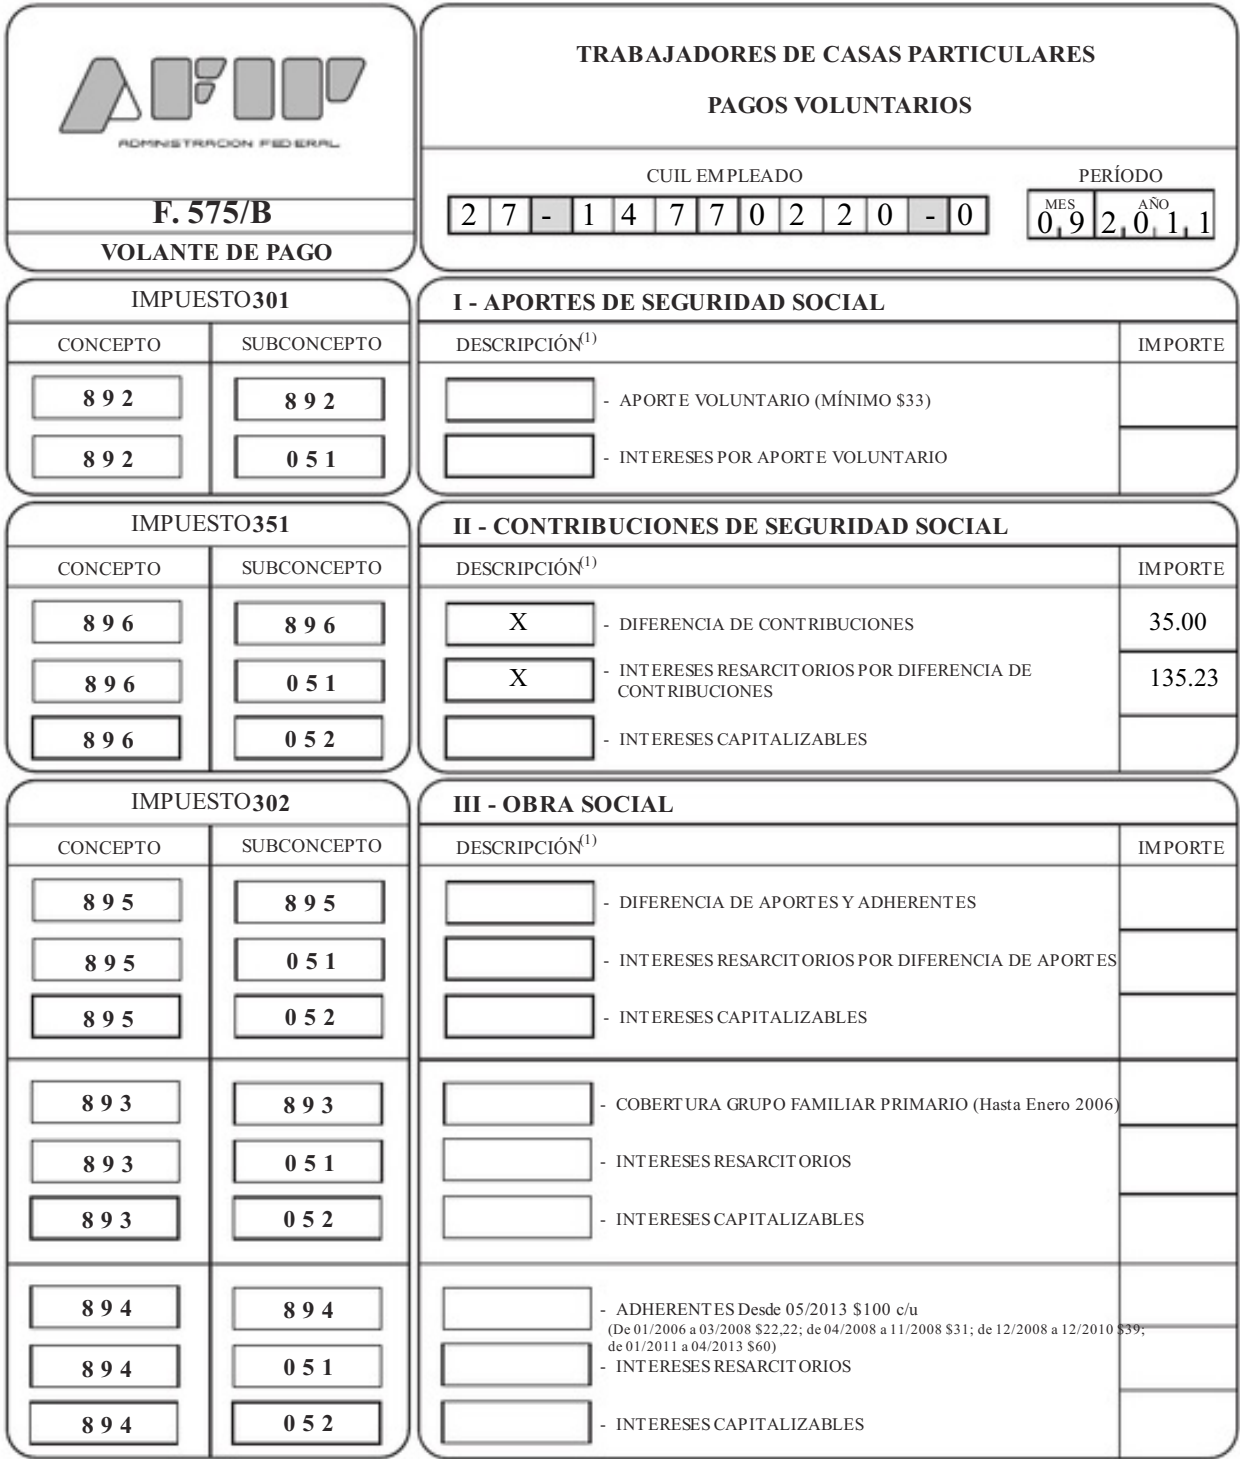 AFIP
ADMINISTRACION FEDERAL
F. 575/B
VOLANTE DE PAGO
TRABAJADORES DE CASAS PARTICULARES
PAGOS VOLUNTARIOS
CUIL EMPLEADO
27-14770220-0
PERÍODO
MES AÑO
09 2011
IMPUESTO 301
CONCEPTO SUBCONCEPTO
I - APORTES DE SEGURIDAD SOCIAL
DESCRIPCIÓN(1) IMPORTE
892 892 - APORTE VOLUNTARIO (MÍNIMO $33)
892 051 - INTERESES POR APORTE VOLUNTARIO
IMPUESTO 351
CONCEPTO SUBCONCEPTO
II - CONTRIBUCIONES DE SEGURIDAD SOCIAL
DESCRIPCIÓN(1) IMPORTE
896 896 X - DIFERENCIA DE CONTRIBUCIONES 35.00
896 051 X - INTERESES RESARCITORIOS POR DIFERENCIA DE
CONTRIBUCIONES 135.23
896 052 - INTERESES CAPITALIZABLES
IMPUESTO 302
CONCEPTO SUBCONCEPTO
III - OBRA SOCIAL
DESCRIPCIÓN(1) IMPORTE
895 895 - DIFERENCIA DE APORTES Y ADHERENTES
895 051 - INTERESES RESARCITORIOS POR DIFERENCIA DE APORTES
895 052 - INTERESES CAPITALIZABLES
893 893 - COBERTURA GRUPO FAMILIAR PRIMARIO (Hasta Enero 2006)
893 051 - INTERESES RESARCITORIOS
893 052 - INTERESES CAPITALIZABLES
894 894 - ADHERENTES Desde 05/2013 $100 c/u
(De 01/2006 a 03/2008 $22,22; de 04/2008 a 11/2008 $31; de 12/2008 a 12/2010 $39;
de 01/2011 a 04/2013 $60)
894 051 - INTERESES RESARCITORIOS
894 052 - INTERESES CAPITALIZABLES